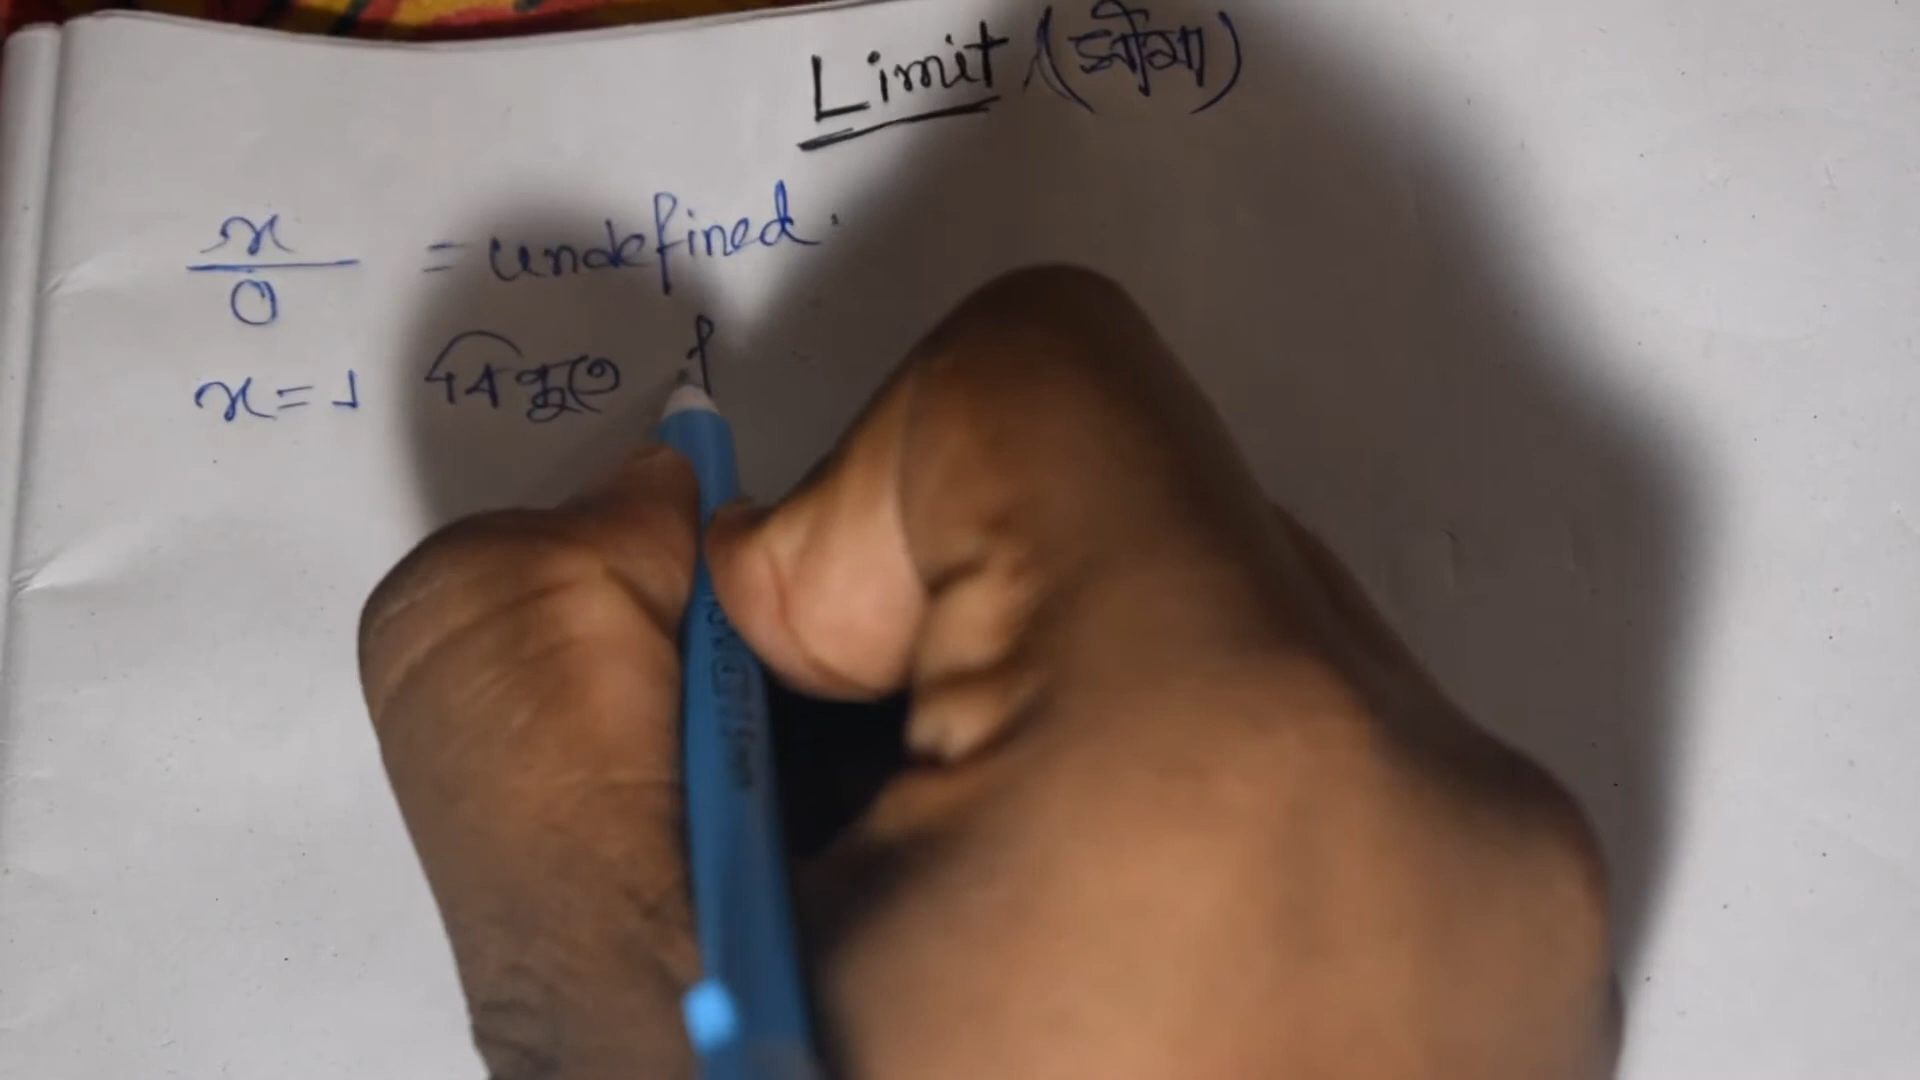 Limit (সীমা)
x
0
= undefined.
x = 1 বিন্দুতে f